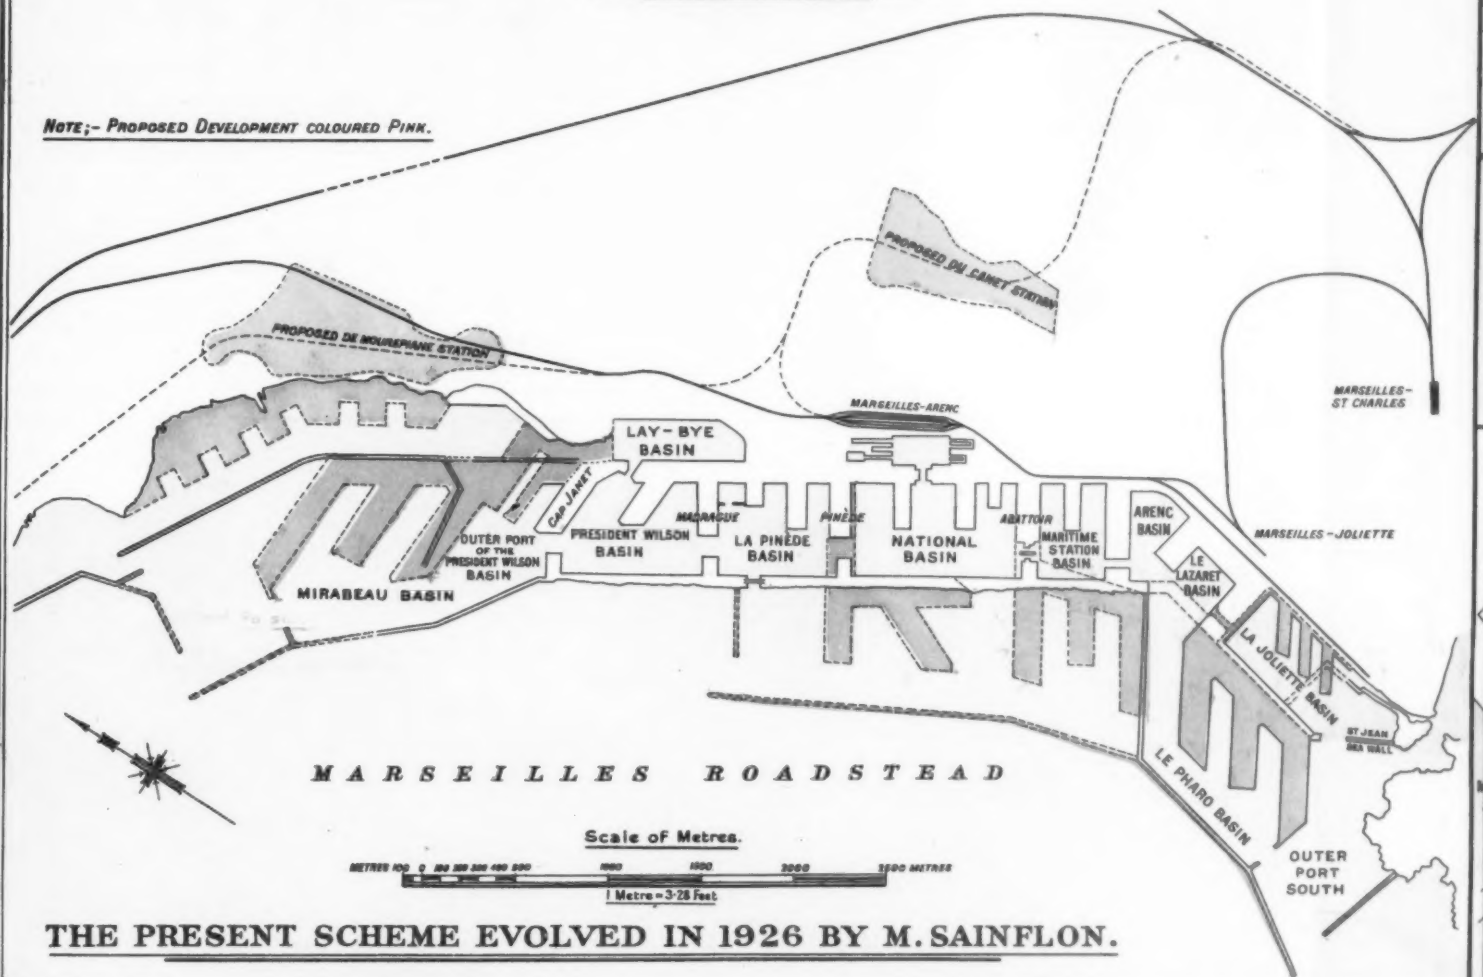 NOTE;- PROPOSED DEVELOPMENT COLOURED PINK.
PROPOSED DU CANET STATION
PROPOSED DE MOUREPIANE STATION
MARSEILLES-
ST CHARLES
MARSEILLES-ARENC
LAY-BYE
BASIN
CAP JANET
MADRAGUE
PINÈDE
ABATTOIR
ARENC
BASIN
MARSEILLES-JOLIETTE
OUTER PORT
OF THE
PRESIDENT WILSON
BASIN
PRESIDENT WILSON
BASIN
LA PINÈDE
BASIN
NATIONAL
BASIN
MARITIME
STATION
BASIN
LE
LAZARET
BASIN
MIRABEAU BASIN
LA JOLIETTE BASIN
ST JEAN
SEA WALL
LE PHARO BASIN
MARSEILLES ROADSTEAD
OUTER
PORT
SOUTH
Scale of Metres.
METRES 100 0 100 200 300 400 500 1000 1500 2000 2500 METRES
1 Metre = 3·28 Feet
THE PRESENT SCHEME EVOLVED IN 1926 BY M. SAINFLON.